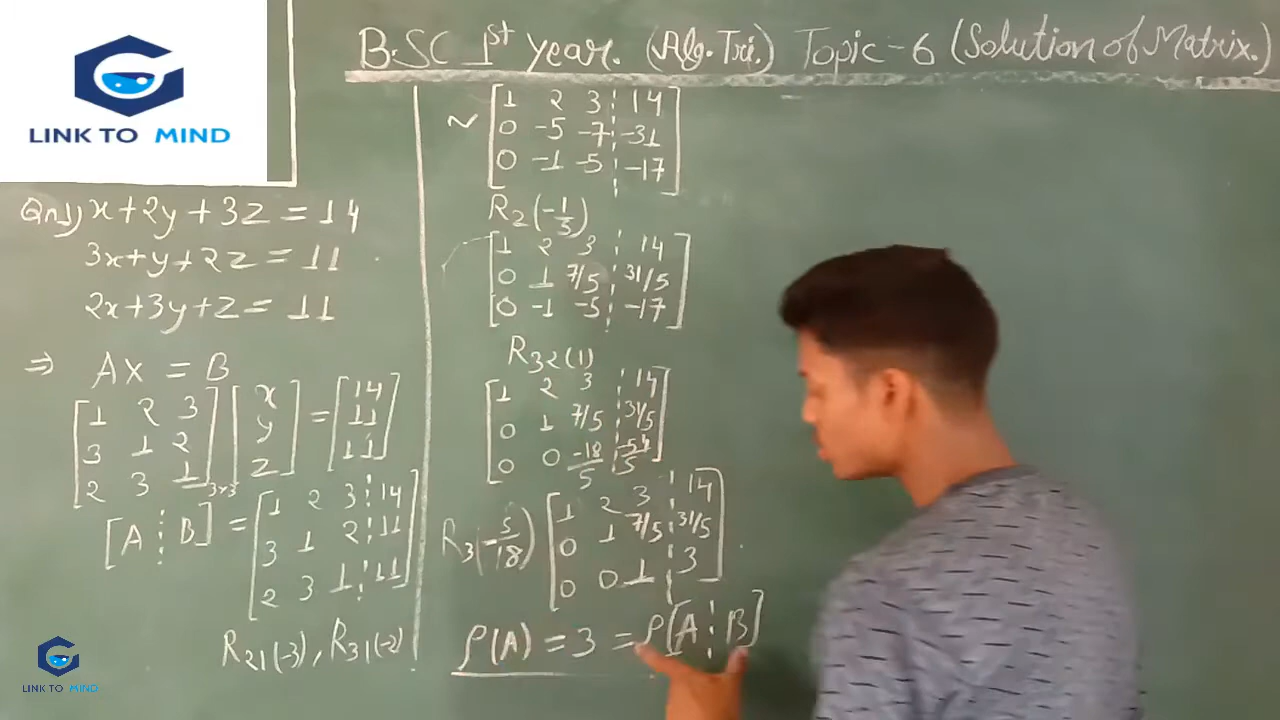 LINK TO MIND
B.SC 1st year. (Alg. Tri.) Topic-6 (Solution of Matrix.)
Qn1) x+2y+3z=14
3x+y+2z=11
2x+3y+z=11
⇒ AX = B
[1 2 3] [x] = [14]
[3 1 2] [y] [11]
[2 3 1]3×3 [z] [11]
[A ⋮ B] = [1 2 3 ⋮ 14]
[3 1 2 ⋮ 11]
[2 3 1 ⋮ 11]
R21(-3), R31(-2)
~ [1 2 3 ⋮ 14]
[0 -5 -7 ⋮ -31]
[0 -1 -5 ⋮ -17]
R2(-1/5)
[1 2 3 ⋮ 14]
[0 1 7/5 ⋮ 31/5]
[0 -1 -5 ⋮ -17]
R32(1)
[1 2 3 ⋮ 14]
[0 1 7/5 ⋮ 31/5]
[0 0 -18/5 ⋮ -54/5]
R3(-5/18) [1 2 3 ⋮ 14]
[0 1 7/5 ⋮ 31/5]
[0 0 1 ⋮ 3]
ρ(A) = 3 = ρ[A ⋮ B]
LINK TO MIND